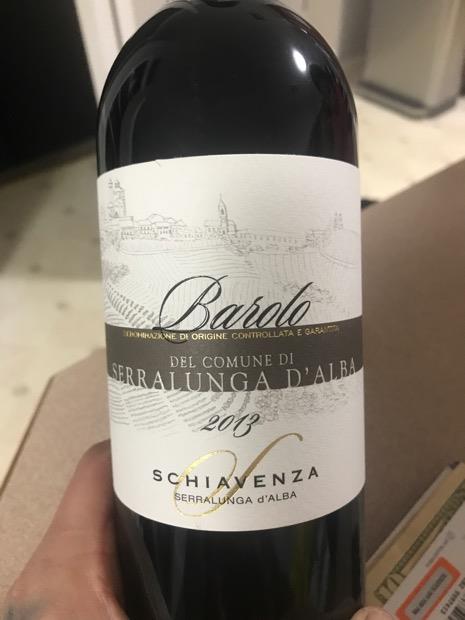 Barolo
DENOMINAZIONE DI ORIGINE CONTROLLATA E GARANTITA
DEL COMUNE DI
SERRALUNGA D'ALBA
2013
S
SCHIAVENZA
SERRALUNGA d'ALBA